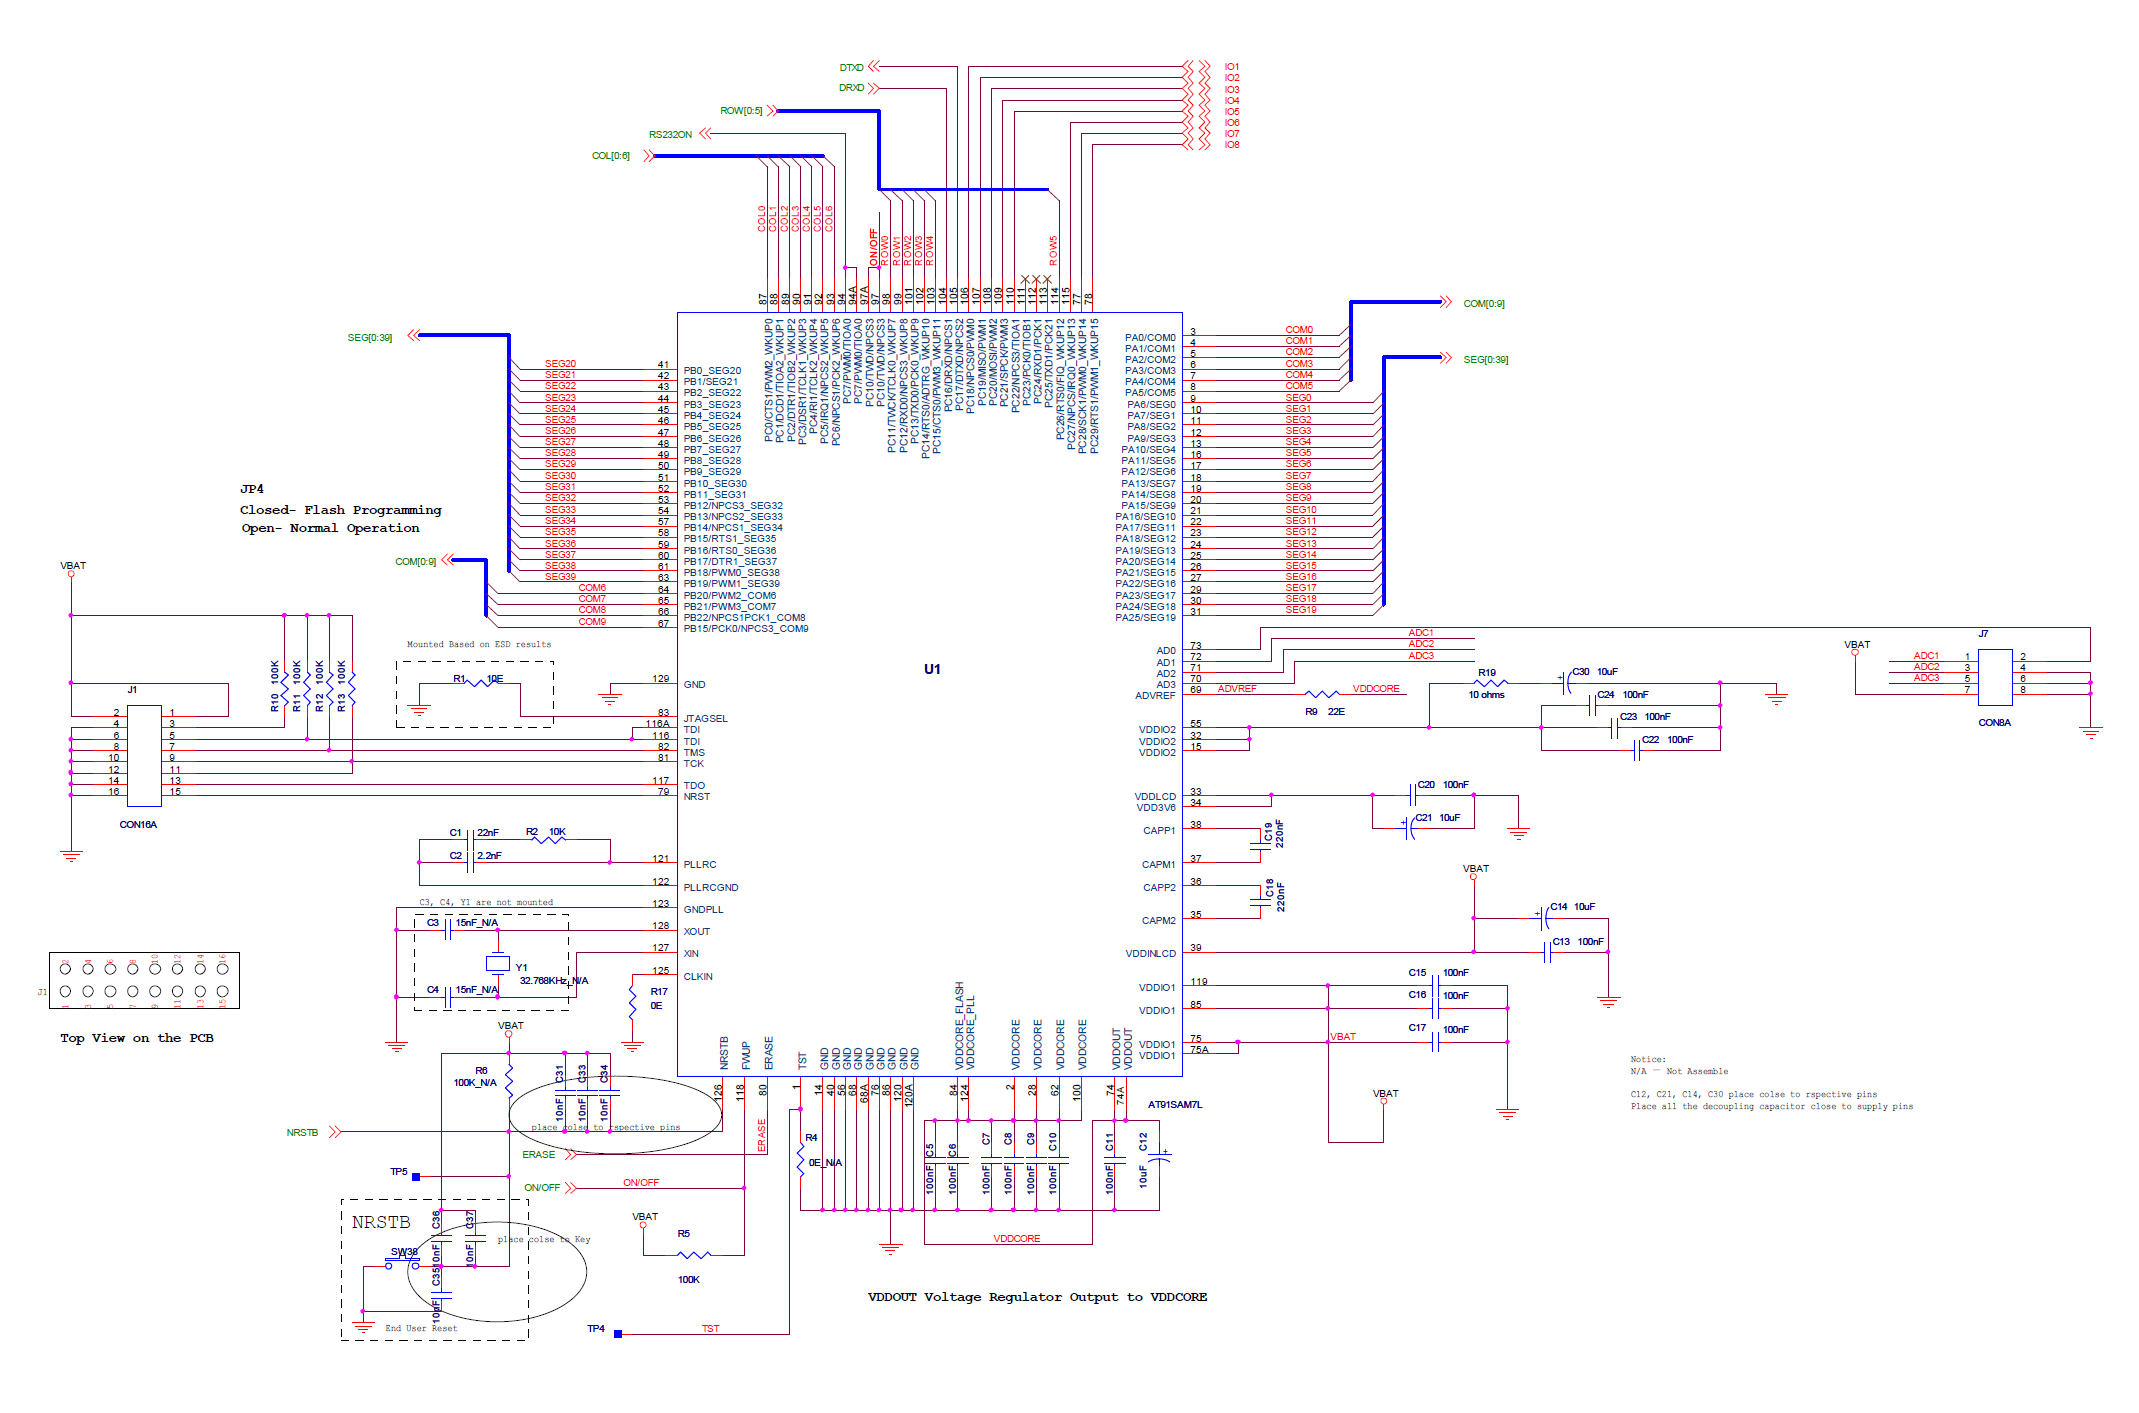 DTXD
DRXD
ROW[0:5]
RS232ON
COL[0:6]
IO1
IO2
IO3
IO4
IO5
IO6
IO7
IO8
COL0
COL1
COL2
COL3
COL4
COL5
COL6
ON/OFF
ROW0
ROW1
ROW2
ROW3
ROW4
ROW5
87
88
89
90
91
92
93
94
94A
97A
97
98
99
101
102
103
104
105
106
107
108
109
110
111
112
113
114
115
77
78
PC0/CTS1/PWM2_WKUP0
PC1/DCD1/TIOA2_WKUP1
PC2/DTR1/TIOB2_WKUP2
PC3/DSR1/TCLK1_WKUP3
PC4/RI1/TCLK2_WKUP4
PC5/IRQ1/NPCS2_WKUP5
PC6/NPCS1/PCK2_WKUP6
PC7/PWM0/TIOA0
PC7/PWM0/TIOA0
PC10/TWD/NPCS3
PC10/TWD/NPCS3
PC11/TWCK/TCLK0_WKUP7
PC12/RXD0/NPCS3_WKUP8
PC13/TXD0/PCK0_WKUP9
PC14/RTS0/ADTRG_WKUP10
PC15/CTS0/PWM3_WKUP11
PC16/DRXD/NPCS1
PC17/DTXD/NPCS2
PC18/NPCS0/PWM0
PC19/MISO/PWM1
PC20/MOSI/PWM2
PC21/SPCK/PWM3
PC22/NPCS3/TIOA1
PC23/PCK0/TIOB1
PC24/RXD1/PCK1
PC25/TXD1/PCK21
PC26/RTS0/FIQ_WKUP12
PC27/NPCS/IRQ0_WKUP13
PC28/SCK1/PWM0_WKUP14
PC29/RTS1/PWM1_WKUP15
SEG[0:39]
SEG20 41 PB0_SEG20
SEG21 42 PB1/SEG21
SEG22 43 PB2_SEG22
SEG23 44 PB3_SEG23
SEG24 45 PB4_SEG24
SEG25 46 PB5_SEG25
SEG26 47 PB6_SEG26
SEG27 48 PB7_SEG27
SEG28 49 PB8_SEG28
SEG29 50 PB9_SEG29
SEG30 51 PB10_SEG30
SEG31 52 PB11_SEG31
SEG32 53 PB12/NPCS3_SEG32
SEG33 54 PB13/NPCS2_SEG33
SEG34 57 PB14/NPCS1_SEG34
SEG35 58 PB15/RTS1_SEG35
SEG36 59 PB16/RTS0_SEG36
SEG37 60 PB17/DTR1_SEG37
SEG38 61 PB18/PWM0_SEG38
SEG39 63 PB19/PWM1_SEG39
COM[0:9]
COM6 64 PB20/PWM2_COM6
COM7 65 PB21/PWM3_COM7
COM8 66 PB22/NPCS1PCK1_COM8
COM9 67 PB15/PCK0/NPCS3_COM9
COM[0:9]
SEG[0:39]
PA0/COM0 3 COM0
PA1/COM1 4 COM1
PA2/COM2 5 COM2
PA3/COM3 6 COM3
PA4/COM4 7 COM4
PA5/COM5 8 COM5
PA6/SEG0 9 SEG0
PA7/SEG1 10 SEG1
PA8/SEG2 11 SEG2
PA9/SEG3 12 SEG3
PA10/SEG4 13 SEG4
PA11/SEG5 16 SEG5
PA12/SEG6 17 SEG6
PA13/SEG7 18 SEG7
PA14/SEG8 19 SEG8
PA15/SEG9 20 SEG9
PA16/SEG10 21 SEG10
PA17/SEG11 22 SEG11
PA18/SEG12 23 SEG12
PA19/SEG13 24 SEG13
PA20/SEG14 25 SEG14
PA21/SEG15 26 SEG15
PA22/SEG16 27 SEG16
PA23/SEG17 29 SEG17
PA24/SEG18 30 SEG18
PA25/SEG19 31 SEG19
JP4
Closed- Flash Programming
Open- Normal Operation
VBAT
R10 100K
R11 100K
R12 100K
R13 100K
J1
2 1
4 3
6 5
8 7
10 9
12 11
14 13
16 15
CON16A
Mounted Based on ESD results
R1 10E
129 GND
83 JTAGSEL
116A TDI
116 TDI
82 TMS
81 TCK
117 TDO
79 NRST
U1
AD0 73
AD1 72 ADC1
AD2 71 ADC2
AD3 70 ADC3
ADVREF 69 ADVREF
R9 22E
VDDCORE
VDDIO2 55
VDDIO2 32
VDDIO2 15
R19
10 ohms
C30 10uF
C24 100nF
C23 100nF
C22 100nF
VBAT
J7
ADC1 1 2
ADC2 3 4
ADC3 5 6
7 8
CON8A
VDDLCD 33
VDD3V6 34
C20 100nF
C21 10uF
CAPP1 38
CAPM1 37
C19
220nF
CAPP2 36
CAPM2 35
C18
220nF
VBAT
VDDINLCD 39
C14 10uF
C13 100nF
VDDIO1 119
VDDIO1 85
VDDIO1 75
VDDIO1 75A
C15 100nF
C16 100nF
C17 100nF
VBAT
VBAT
C1 22nF
R2 10K
C2 2.2nF
121 PLLRC
122 PLLRCGND
123 GNDPLL
C3, C4, Y1 are not mounted
C3 15nF_N/A
128 XOUT
127 XIN
Y1
32.768KHz_N/A
C4 15nF_N/A
125 CLKIN
R17
0E
J1
2 4 6 8 10 12 14 16
1 3 5 7 9 11 13 15
Top View on the PCB
VBAT
R6
100K_N/A
C31
10nF
C33
10nF
C34
10nF
place colse to rspective pins
NRSTB
ERASE
ERASE
TP5
ON/OFF
ON/OFF
NRSTB
SW38
C36
10nF
C37
10nF
C35
10nF
place colse to Key
End User Reset
VBAT
R5
100K
TP4
TST
R4
0E_N/A
NRSTB
FWUP
ERASE
TST
GND
GND
GND
GND
GND
GND
GND
GND
GND
VDDCORE_FLASH
VDDCORE_PLL
VDDCORE
VDDCORE
VDDCORE
VDDCORE
VDDOUT
VDDOUT
126
118
80
1
14
40
56
68
68A
76
86
120
120A
84
124
2
28
62
100
74
74A
AT91SAM7L
C5
100nF
C6
100nF
C7
100nF
C8
100nF
C9
100nF
C10
100nF
C11
100nF
C12
10uF
VDDCORE
VDDOUT Voltage Regulator Output to VDDCORE
Notice:
N/A — Not Assemble
C12, C21, C14, C30 place colse to rspective pins
Place all the decoupling capacitor close to supply pins